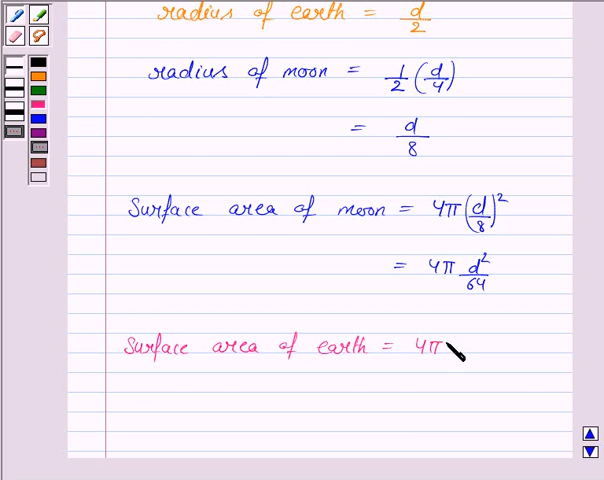 radius of earth = d/2
radius of moon = 1/2 (d/4)
= d/8
Surface area of moon = 4π(d/8)²
= 4π d²/64
Surface area of earth = 4π